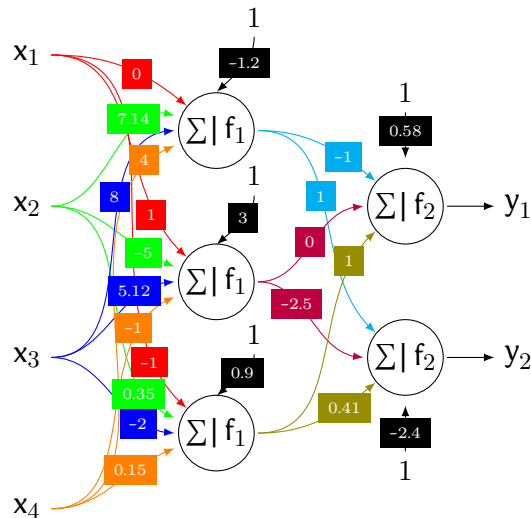 1
x₁
0
-1.2
7.14
∑ | f₁
1
0.58
4
-1
8
1
1
∑ | f₂
y₁
x₂
1
3
0
-5
1
∑ | f₁
5.12
-2.5
-1
1
x₃
-1
0.9
∑ | f₂
y₂
0.35
0.41
-2
∑ | f₁
-2.4
0.15
1
x₄